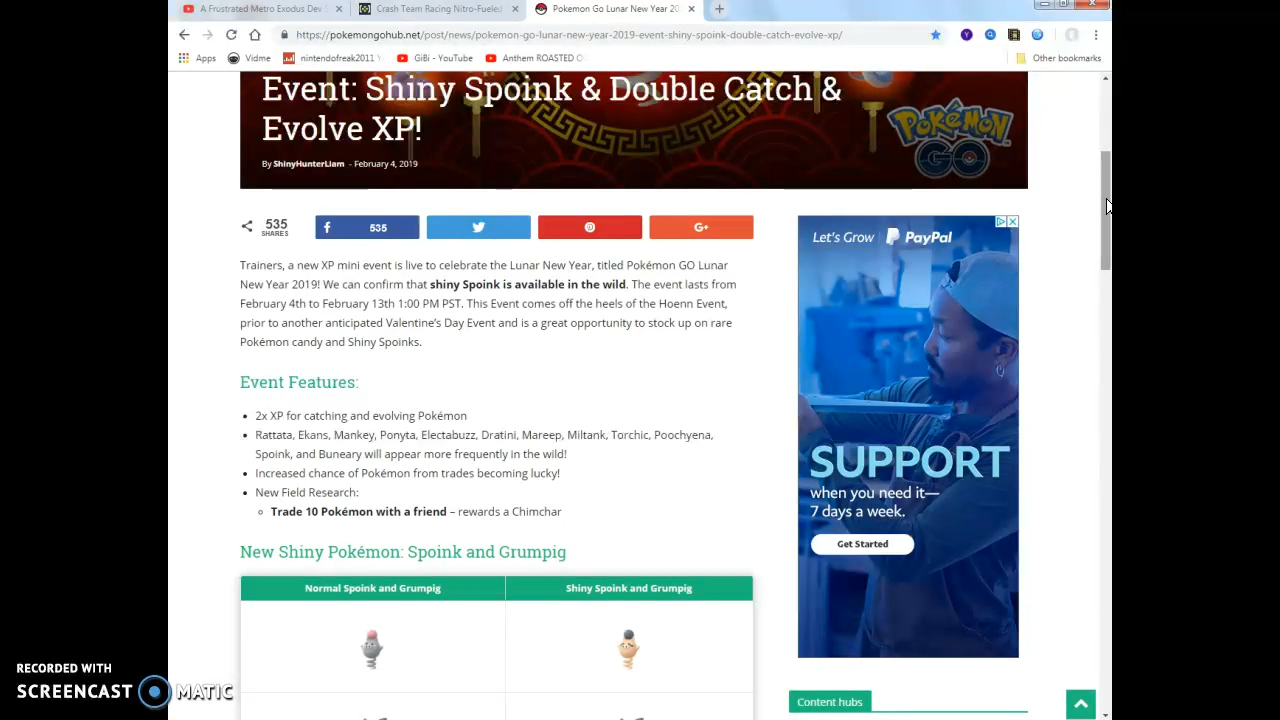 A Frustrated Metro Exodus Dev S
Crash Team Racing Nitro-Fueled
Pokemon Go Lunar New Year 20
https://pokemongohub.net/post/news/pokemon-go-lunar-new-year-2019-event-shiny-spoink-double-catch-evolve-xp/
Apps
Vidme
nintendofreak2011 Y
GiBi - YouTube
Anthem ROASTED O
Other bookmarks
Event: Shiny Spoink & Double Catch &
Evolve XP!
By ShinyHunterLiam - February 4, 2019
POKÉMON
GO
535
SHARES
535
G+
Trainers, a new XP mini event is live to celebrate the Lunar New Year, titled Pokémon GO Lunar
New Year 2019! We can confirm that shiny Spoink is available in the wild. The event lasts from
February 4th to February 13th 1:00 PM PST. This Event comes off the heels of the Hoenn Event,
prior to another anticipated Valentine's Day Event and is a great opportunity to stock up on rare
Pokémon candy and Shiny Spoinks.
Event Features:
2x XP for catching and evolving Pokémon
Rattata, Ekans, Mankey, Ponyta, Electabuzz, Dratini, Mareep, Miltank, Torchic, Poochyena,
Spoink, and Buneary will appear more frequently in the wild!
Increased chance of Pokémon from trades becoming lucky!
New Field Research:
Trade 10 Pokémon with a friend – rewards a Chimchar
New Shiny Pokémon: Spoink and Grumpig
Normal Spoink and Grumpig
Shiny Spoink and Grumpig
Let's Grow
PayPal
SUPPORT
when you need it—
7 days a week.
Get Started
Content hubs
RECORDED WITH
SCREENCAST MATIC